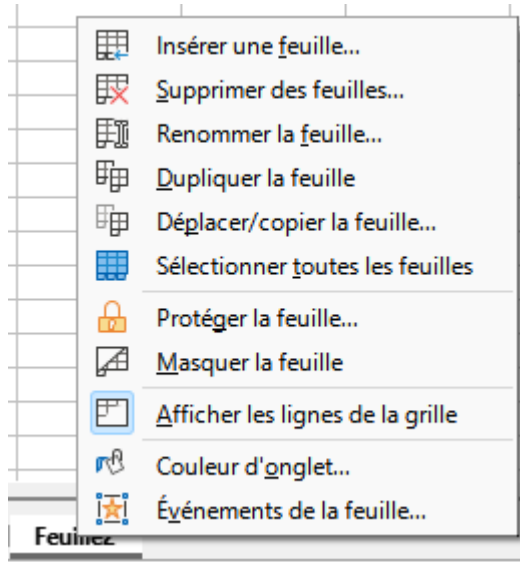 Insérer une feuille...
Supprimer des feuilles...
Renommer la feuille...
Dupliquer la feuille
Déplacer/copier la feuille...
Sélectionner toutes les feuilles
Protéger la feuille...
Masquer la feuille
Afficher les lignes de la grille
Couleur d'onglet...
Événements de la feuille...
Feuille2